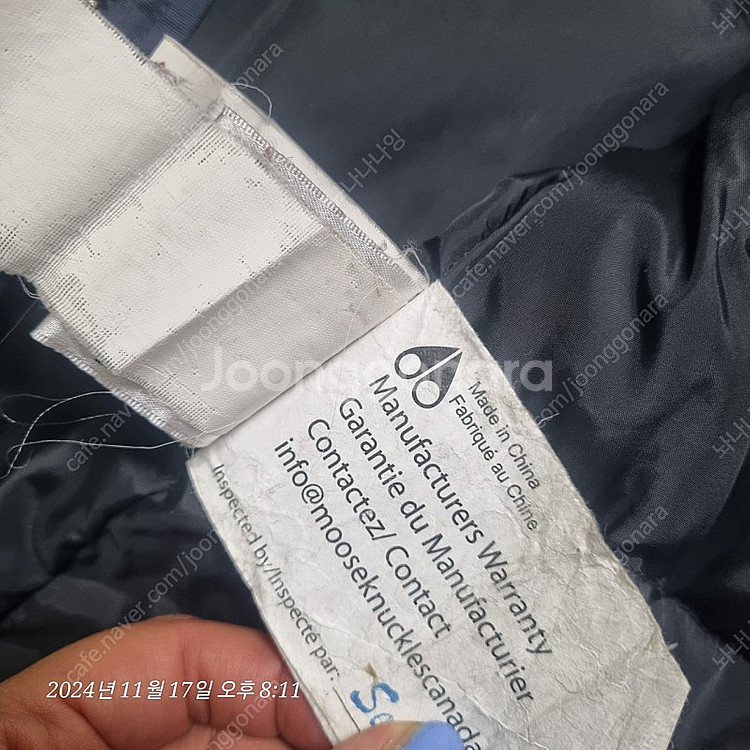 Made in China
Fabriqué au Chine
Manufacturers Warranty
Garantie du Manufacturier
Contactez/ Contact
info@mooseknucklescanada
Inspected by/Inspecté par:
Joonggonara
cafe.naver.com/joonggonara
2024년 11월 17일 오후 8:11